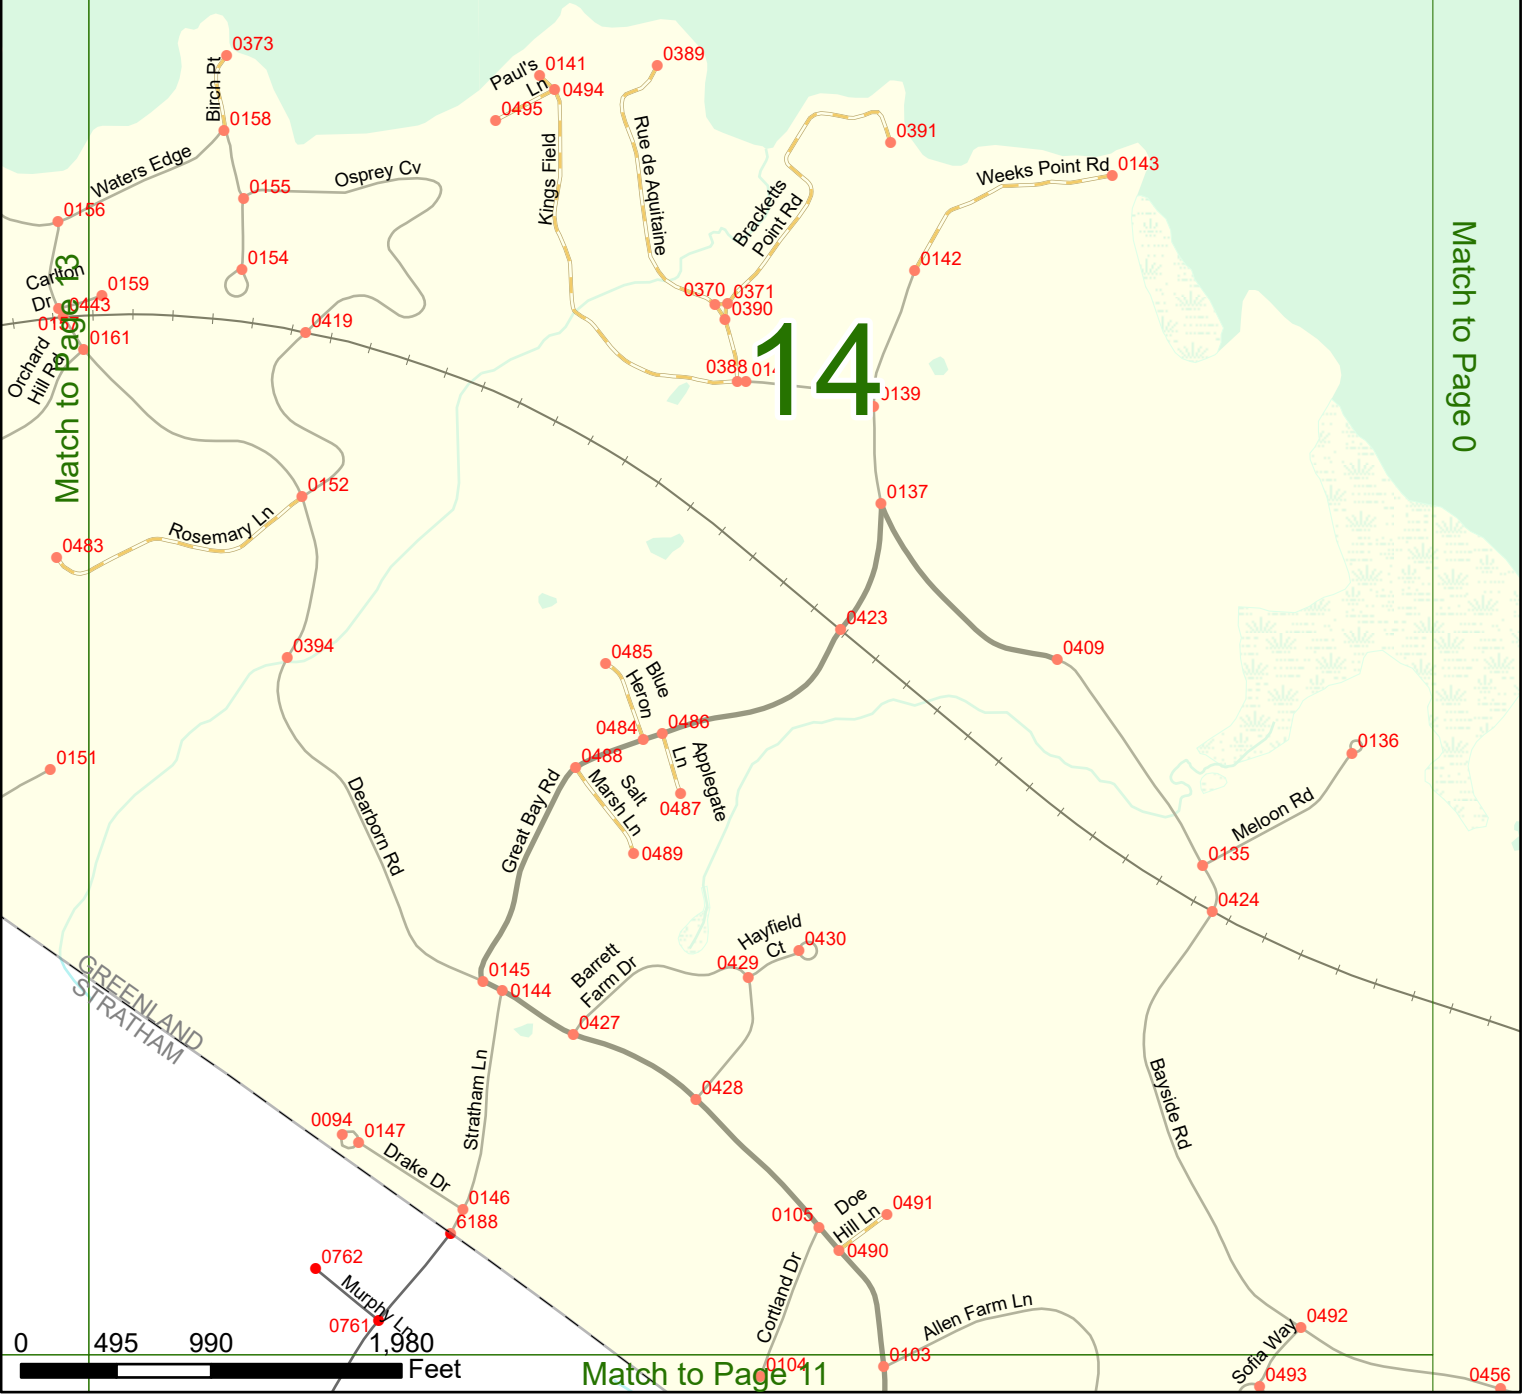 0373
Birch Pt
0158
Waters Edge
0156
0155
Osprey Cv
0154
Carlton
Dr
0159
0443
0161
Orchard
Hill Rd
Match to Page 13
0419
0152
Rosemary Ln
0483
0394
0151
Paul's
Ln
0141
0494
0495
Kings Field
0389
Rue de Aquitaine
0391
Bracketts
Point Rd
0370
0371
0390
0388
14
Weeks Point Rd
0143
0142
0139
0137
Match to Page 0
0423
0409
0485
Blue
Heron
0484
0486
0488
Applegate
Ln
0487
Salt
Marsh Ln
0489
Great Bay Rd
Dearborn Rd
0136
Meloon Rd
0135
0424
GREENLAND
STRATHAM
0145
0144
Barrett
Farm Dr
0427
Hayfield
Ct
0430
0429
0428
Stratham Ln
0094
0147
Drake Dr
0146
6188
0762
Murphy Ln
0761
Bayside Rd
0105
Doe
Hill Ln
0491
0490
Cortland Dr
Allen Farm Ln
0103
0104
0492
Sofia Way
0493
0456
0 495 990 1,980
Feet
Match to Page 11